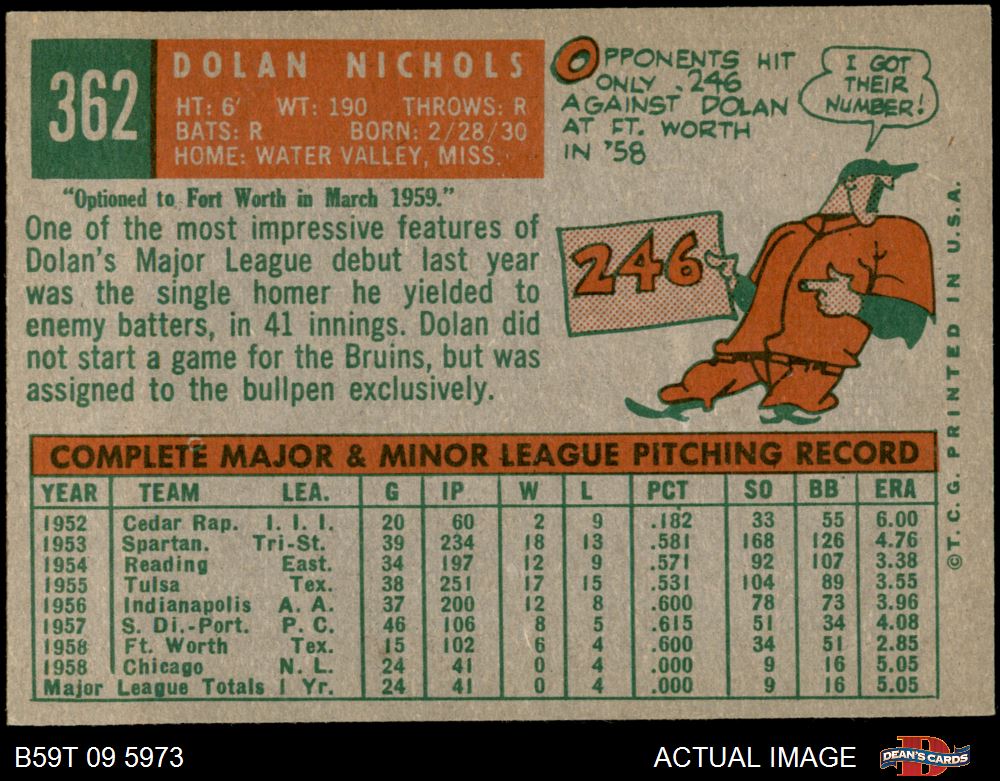 362
DOLAN NICHOLS
HT: 6' WT: 190 THROWS: R
BATS: R BORN: 2/28/30
HOME: WATER VALLEY, MISS.
"Optioned to Fort Worth in March 1959."
One of the most impressive features of
Dolan's Major League debut last year
was the single homer he yielded to
enemy batters, in 41 innings. Dolan did
not start a game for the Bruins, but was
assigned to the bullpen exclusively.
OPPONENTS HIT
ONLY .246
AGAINST DOLAN
AT FT. WORTH
IN '58
I GOT
THEIR
NUMBER!
246
COMPLETE MAJOR & MINOR LEAGUE PITCHING RECORD
YEAR TEAM LEA. G IP W L PCT SO BB ERA
1952 Cedar Rap. I. I. I. 20 60 2 9 .182 33 55 6.00
1953 Spartan. Tri-St. 39 234 18 13 .581 168 126 4.76
1954 Reading East. 34 197 12 9 .571 92 107 3.38
1955 Tulsa Tex. 38 251 17 15 .531 104 89 3.55
1956 Indianapolis A. A. 37 200 12 8 .600 78 73 3.96
1957 S. Di.-Port. P. C. 46 106 8 5 .615 51 34 4.08
1958 Ft. Worth Tex. 15 102 6 4 .600 34 51 2.85
1958 Chicago N. L. 24 41 0 4 .000 9 16 5.05
Major League Totals 1 Yr. 24 41 0 4 .000 9 16 5.05
©T.C.G. PRINTED IN U.S.A.
B59T 09 5973
ACTUAL IMAGE
DEAN'S CARDS